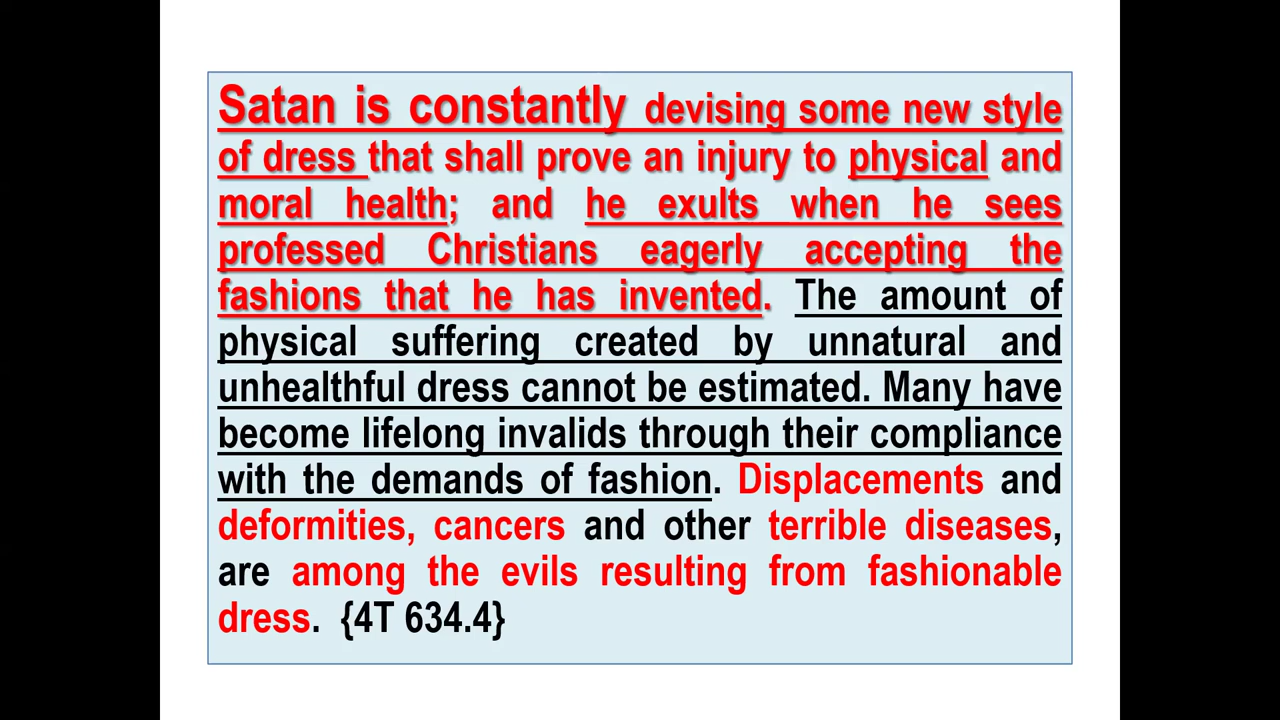 Satan is constantly devising some new style
of dress that shall prove an injury to physical and
moral health; and he exults when he sees
professed Christians eagerly accepting the
fashions that he has invented. The amount of
physical suffering created by unnatural and
unhealthful dress cannot be estimated. Many have
become lifelong invalids through their compliance
with the demands of fashion. Displacements and
deformities, cancers and other terrible diseases,
are among the evils resulting from fashionable
dress. {4T 634.4}